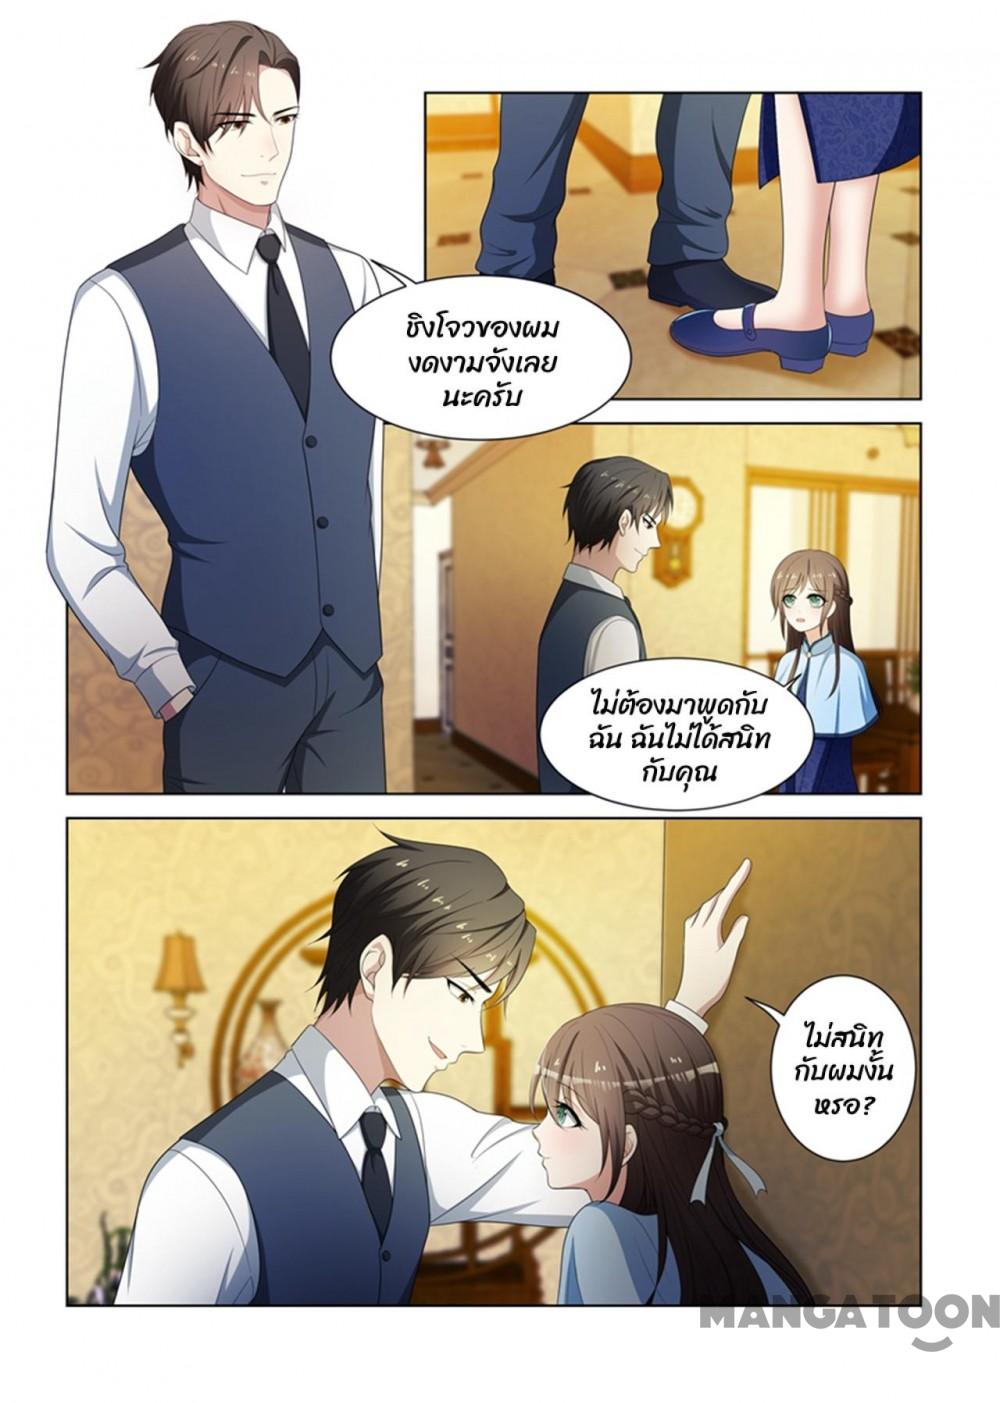 ชิงโจวของผม
งดงามจังเลย
นะครับ
ไม่ต้องมาพูดกับ
ฉัน ฉันไม่ได้สนิท
กับคุณ
ไม่สนิท
กับผมงั้น
หรอ?
MANGATOON